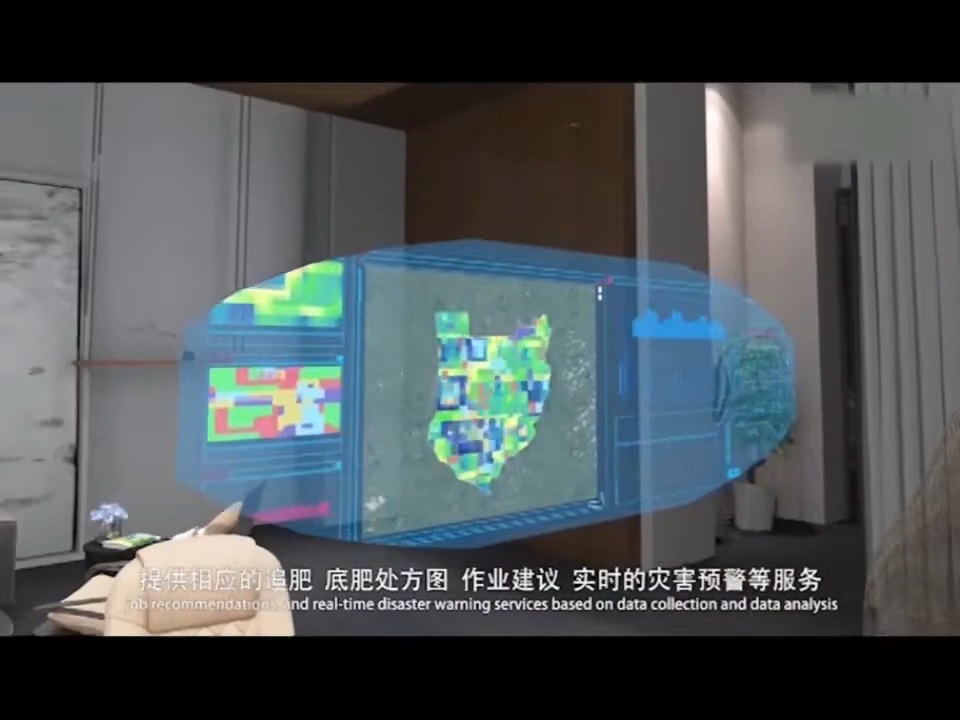 提供相应的追肥 底肥处方图 作业建议 实时的灾害预警等服务
ob recommendations and real-time disaster warning services based on data collection and data analysis